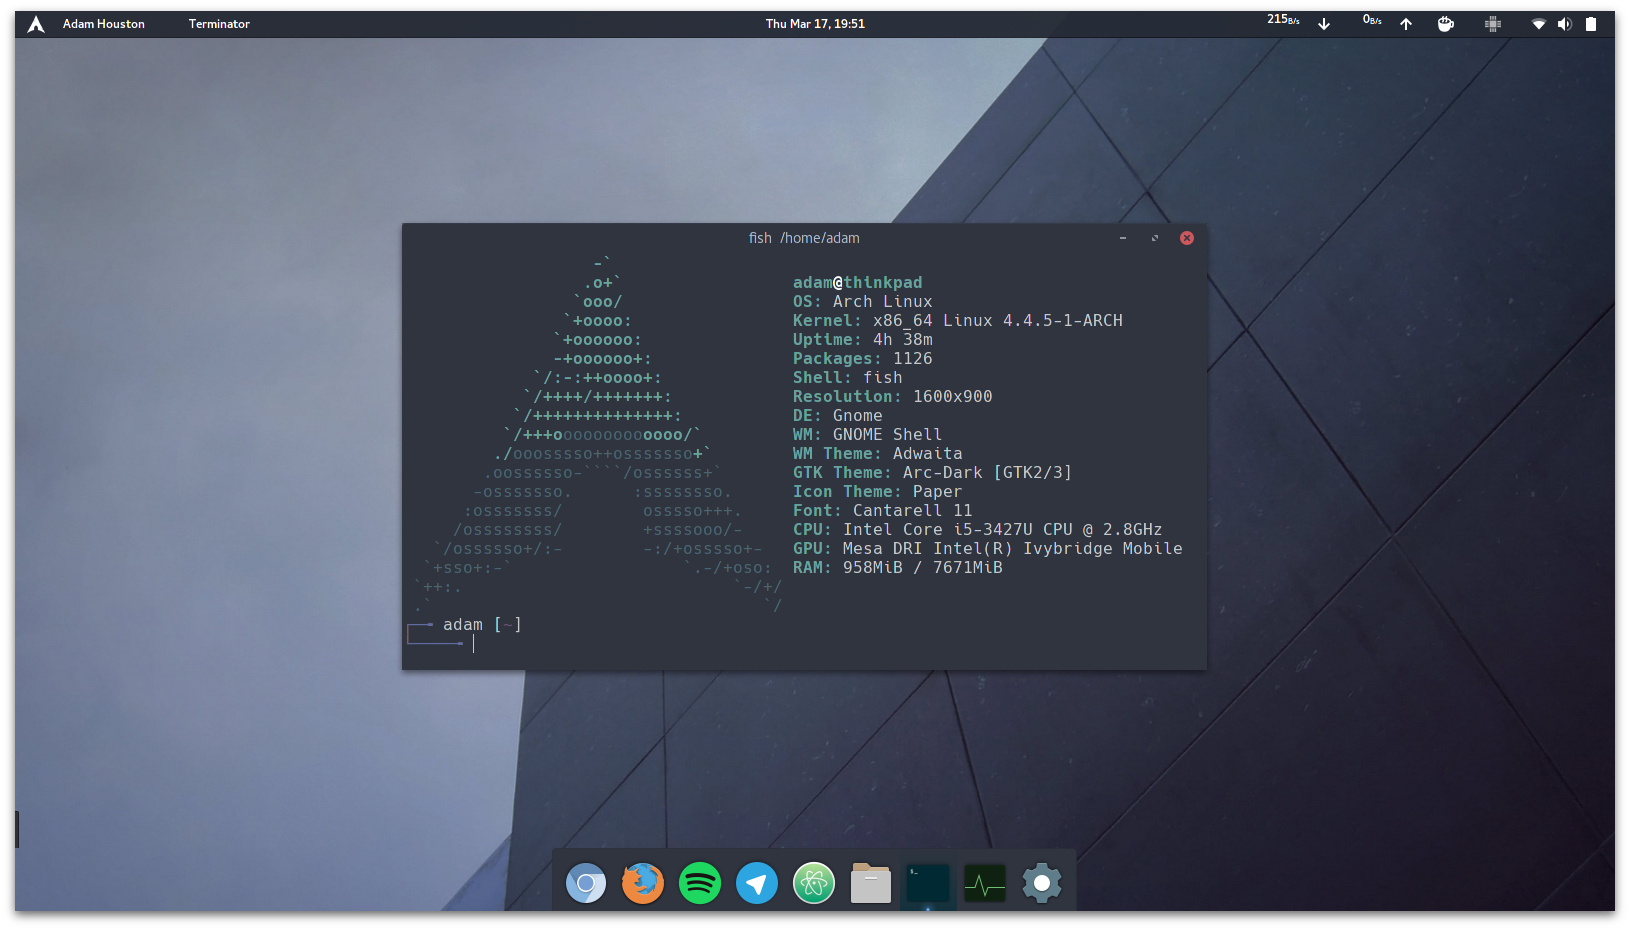 Adam Houston Terminator Thu Mar 17, 19:51 215B/s 0B/s
fish /home/adam
-`
.o+` adam@thinkpad
`ooo/ OS: Arch Linux
`+oooo: Kernel: x86_64 Linux 4.4.5-1-ARCH
`+oooooo: Uptime: 4h 38m
-+oooooo+: Packages: 1126
`/:-:++oooo+: Shell: fish
`/++++/+++++++: Resolution: 1600x900
`/++++++++++++++: DE: Gnome
`/+++ooooooooooooo/` WM: GNOME Shell
./ooosssso++osssssso+` WM Theme: Adwaita
.oossssso-````/ossssss+` GTK Theme: Arc-Dark [GTK2/3]
-osssssso. :ssssssso. Icon Theme: Paper
:osssssss/ osssso+++. Font: Cantarell 11
/ossssssss/ +ssssooo/- CPU: Intel Core i5-3427U CPU @ 2.8GHz
`/ossssso+/:- -:/+osssso+- GPU: Mesa DRI Intel(R) Ivybridge Mobile
`+sso+:-` `.-/+oso: RAM: 958MiB / 7671MiB
`++:. `-/+/
.` `/
adam [~]